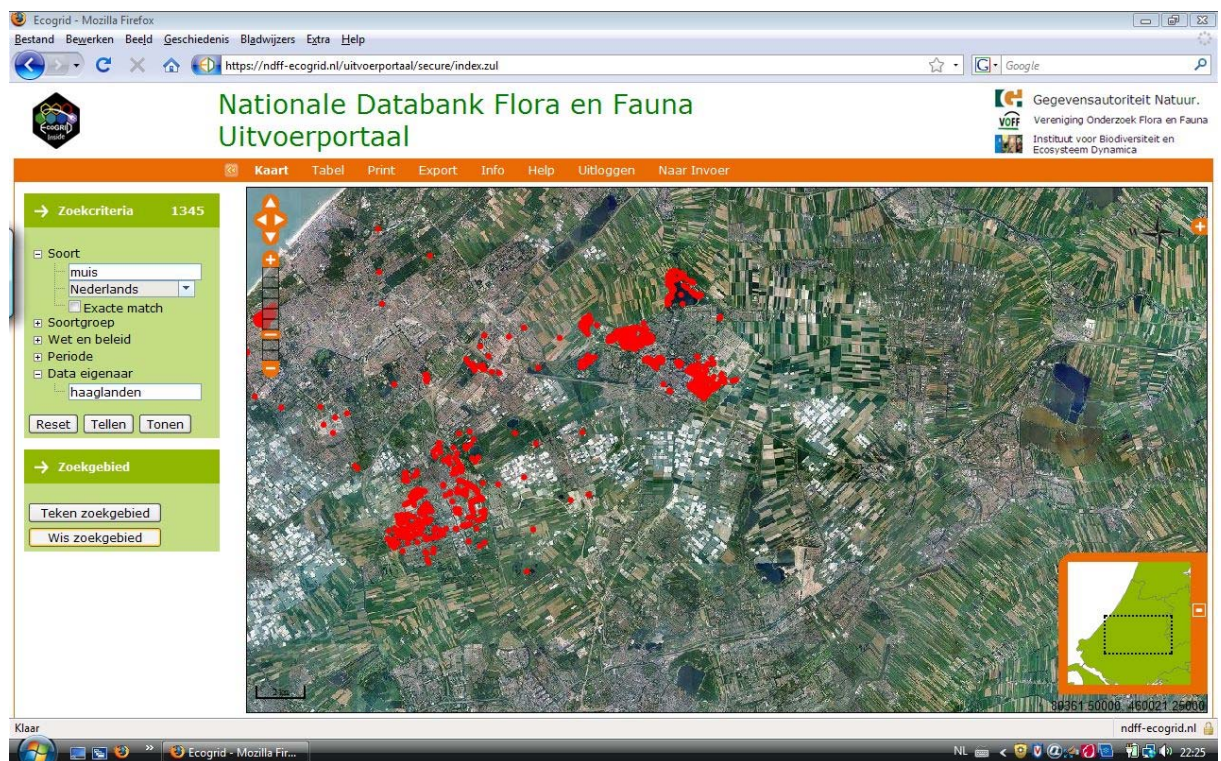 Ecogrid - Mozilla Firefox
Bestand Bewerken Beeld Geschiedenis Bladwijzers Extra Help
https://ndff-ecogrid.nl/uitvoerportaal/secure/index.zul
G Google
EcoGRID
Inside
Nationale Databank Flora en Fauna
Uitvoerportaal
Gegevensautoriteit Natuur.
VOFF Vereniging Onderzoek Flora en Fauna
Instituut voor Biodiversiteit en
Ecosysteem Dynamica
Kaart Tabel Print Export Info Help Uitloggen Naar Invoer
Zoekcriteria 1345
Soort
muis
Nederlands
Exacte match
Soortgroep
Wet en beleid
Periode
Data eigenaar
haaglanden
Reset Tellen Tonen
Zoekgebied
Teken zoekgebied
Wis zoekgebied
Klaar
ndff-ecogrid.nl
Ecogrid - Mozilla Fir...
NL
22:25